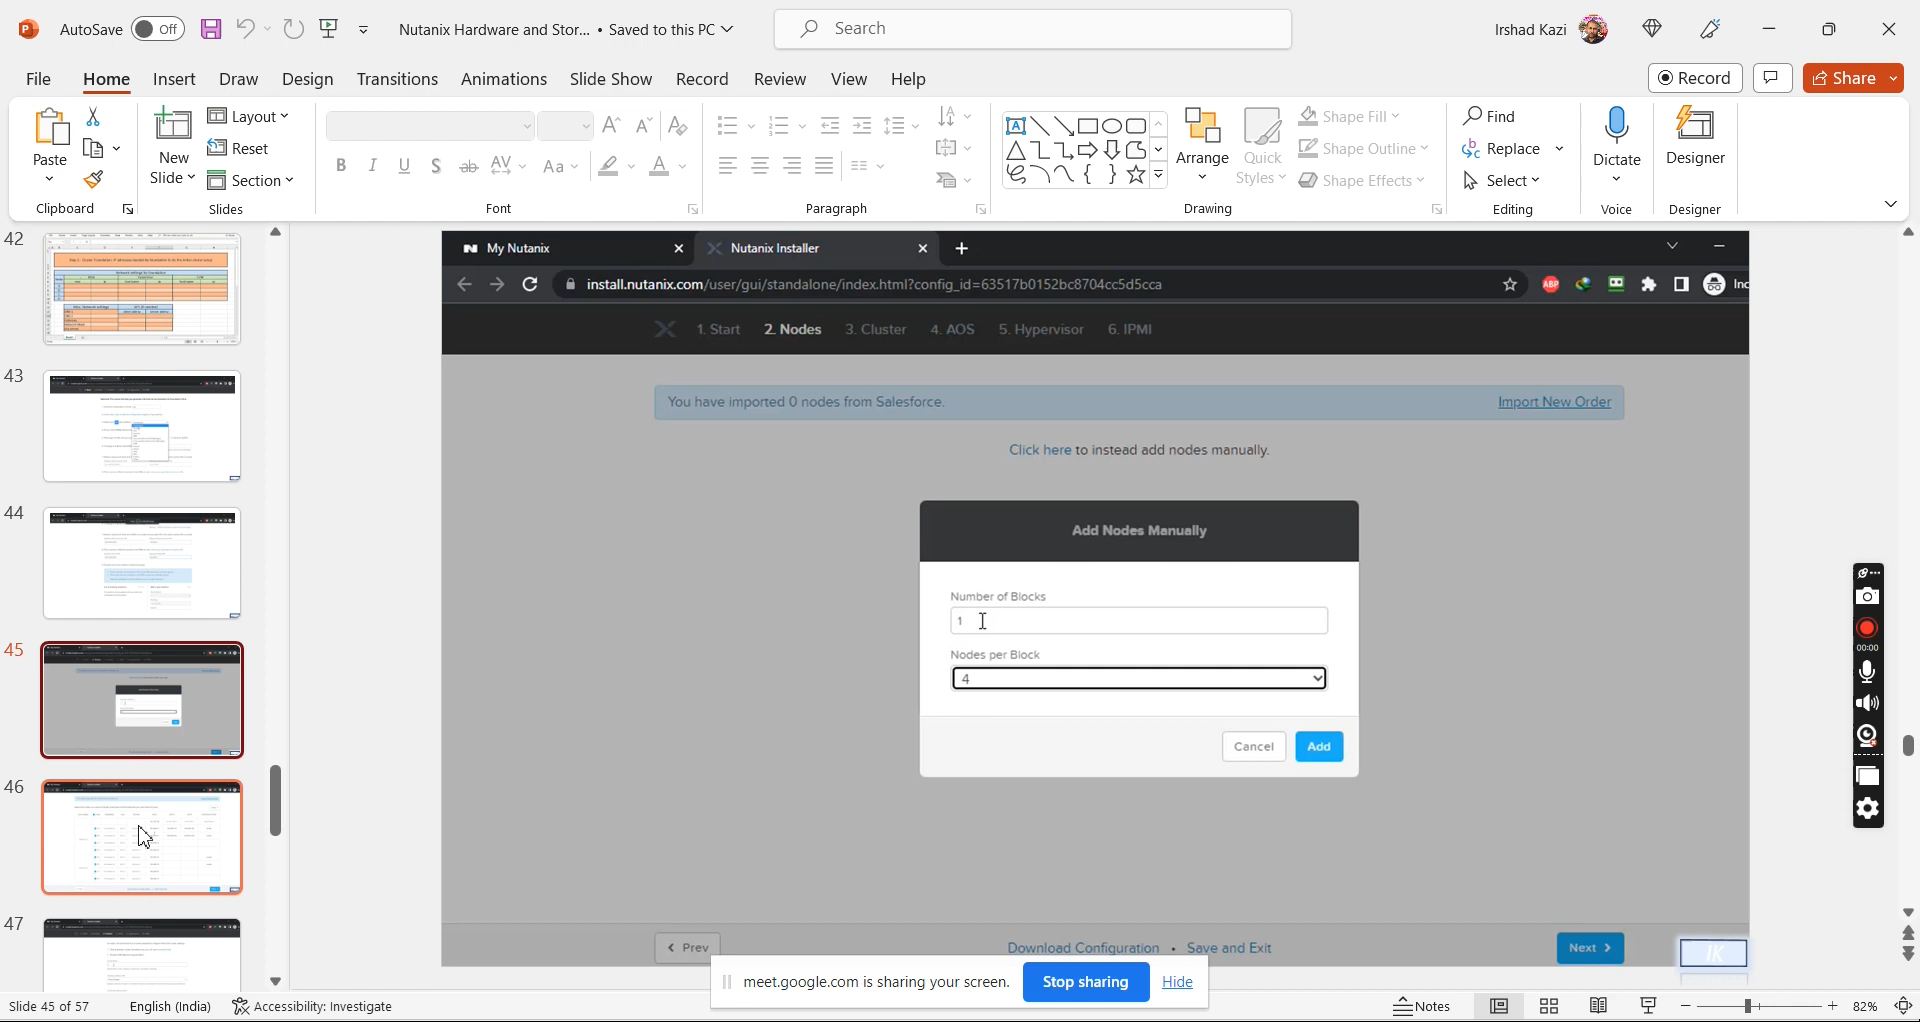 AutoSave Off Nutanix Hardware and Stor... • Saved to this PC Search Irshad Kazi
File Home Insert Draw Design Transitions Animations Slide Show Record Review View Help Record Share
Paste New Slide Layout Reset Section
Aa
Arrange Quick Styles Shape Fill Shape Outline Shape Effects
Find Replace Select
Dictate Designer
Clipboard Slides Font Paragraph Drawing Editing Voice Designer
42
43
44
45
46
47
My Nutanix Nutanix Installer
install.nutanix.com/user/gui/standalone/index.html?config_id=63517b0152bc8704cc5d5cca ABP Inc
1. Start 2. Nodes 3. Cluster 4. AOS 5. Hypervisor 6. IPMI
You have imported 0 nodes from Salesforce. Import New Order
Click here to instead add nodes manually.
Add Nodes Manually
Number of Blocks
1
Nodes per Block
4
Cancel Add
00:00
< Prev Download Configuration • Save and Exit Next >
IK
meet.google.com is sharing your screen. Stop sharing Hide
Slide 45 of 57 English (India) Accessibility: Investigate Notes 82%